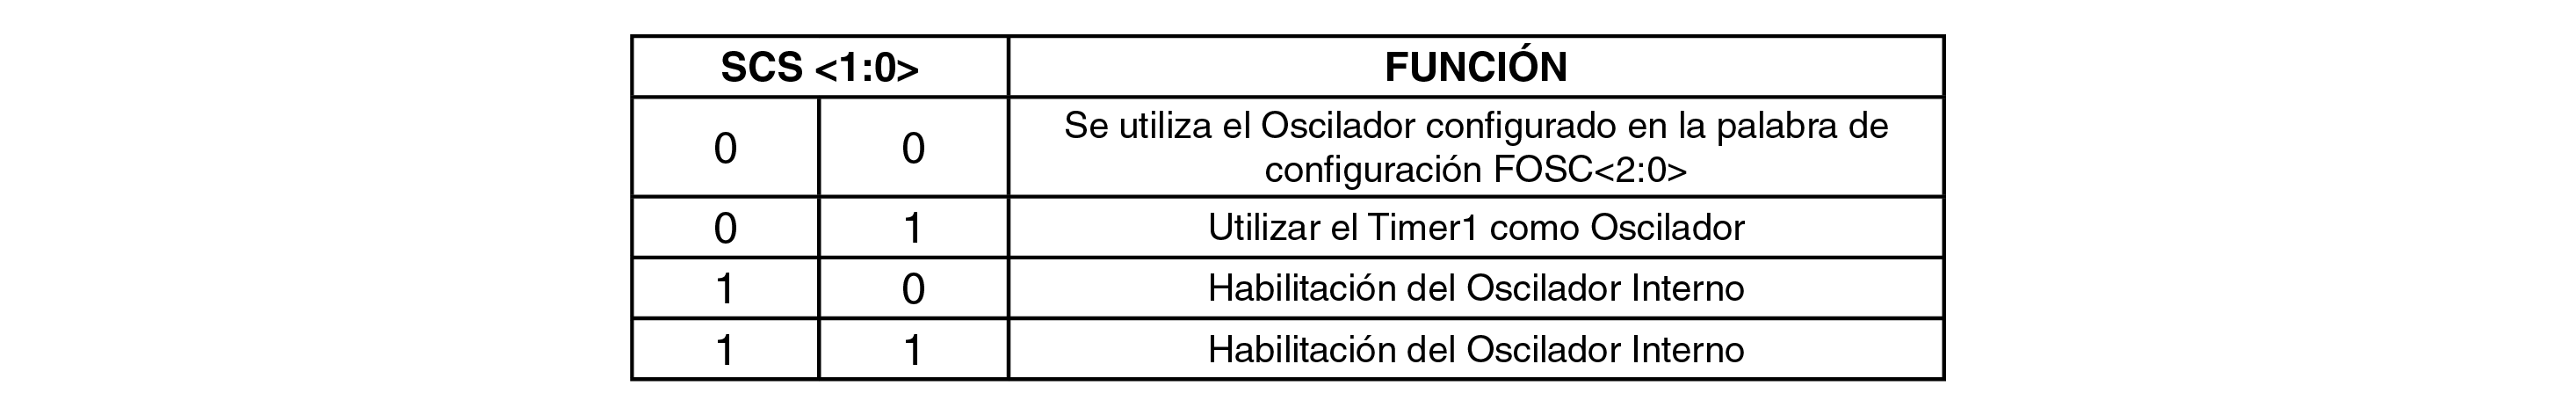 SCS <1:0> FUNCIÓN
0 0 Se utiliza el Oscilador configurado en la palabra de
configuración FOSC<2:0>
0 1 Utilizar el Timer1 como Oscilador
1 0 Habilitación del Oscilador Interno
1 1 Habilitación del Oscilador Interno